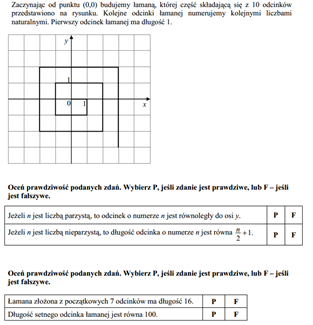 Zaczynając od punktu (0,0) budujemy łamaną, której część składającą się z 10 odcinków
przedstawiono na rysunku. Kolejne odcinki łamanej numerujemy kolejnymi liczbami
naturalnymi. Pierwszy odcinek łamanej ma długość 1.
y
1
0 1 x
Oceń prawdziwość podanych zdań. Wybierz P, jeśli zdanie jest prawdziwe, lub F – jeśli
jest fałszywe.
Jeżeli n jest liczbą parzystą, to odcinek o numerze n jest równoległy do osi y. P F
Jeżeli n jest liczbą nieparzystą, to długość odcinka o numerze n jest równa n/2 + 1. P F
Oceń prawdziwość podanych zdań. Wybierz P, jeśli zdanie jest prawdziwe, lub F – jeśli
jest fałszywe.
Łamana złożona z początkowych 7 odcinków ma długość 16. P F
Długość setnego odcinka łamanej jest równa 100. P F